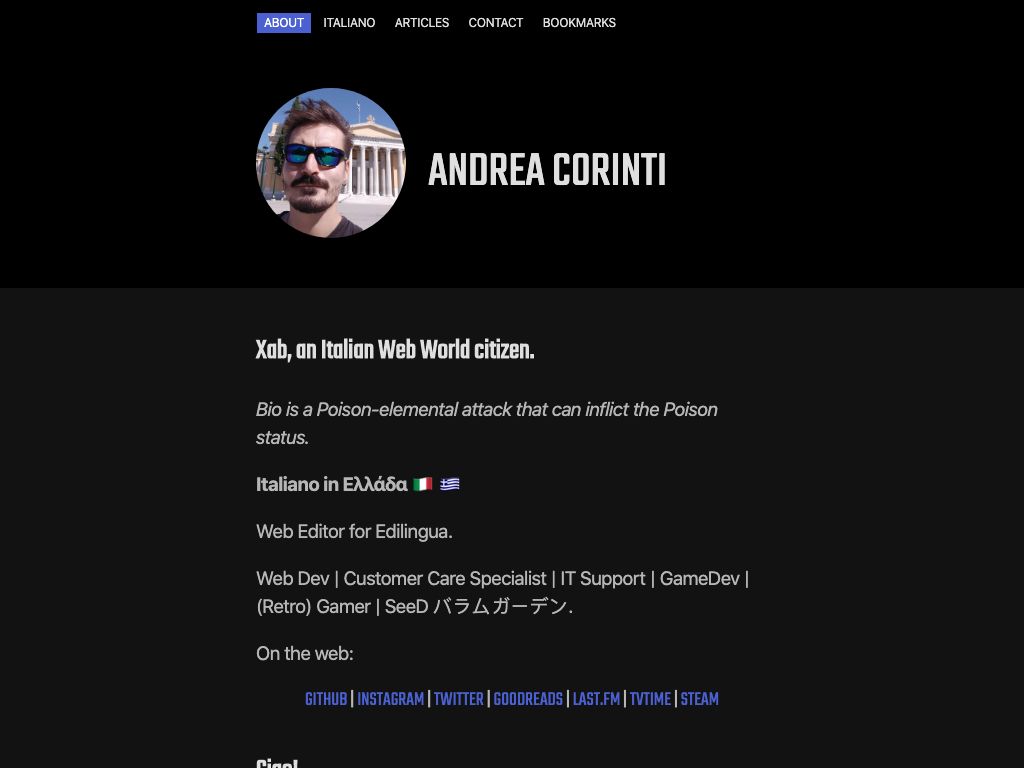 ABOUT ITALIANO ARTICLES CONTACT BOOKMARKS
ANDREA CORINTI
Xab, an Italian Web World citizen.
Bio is a Poison-elemental attack that can inflict the Poison
status.
Italiano in Ελλάδα 🇮🇹 🇬🇷
Web Editor for Edilingua.
Web Dev | Customer Care Specialist | IT Support | GameDev |
(Retro) Gamer | SeeD バラムガーデン.
On the web:
GITHUB | INSTAGRAM | TWITTER | GOODREADS | LAST.FM | TVTIME | STEAM
Ciao!